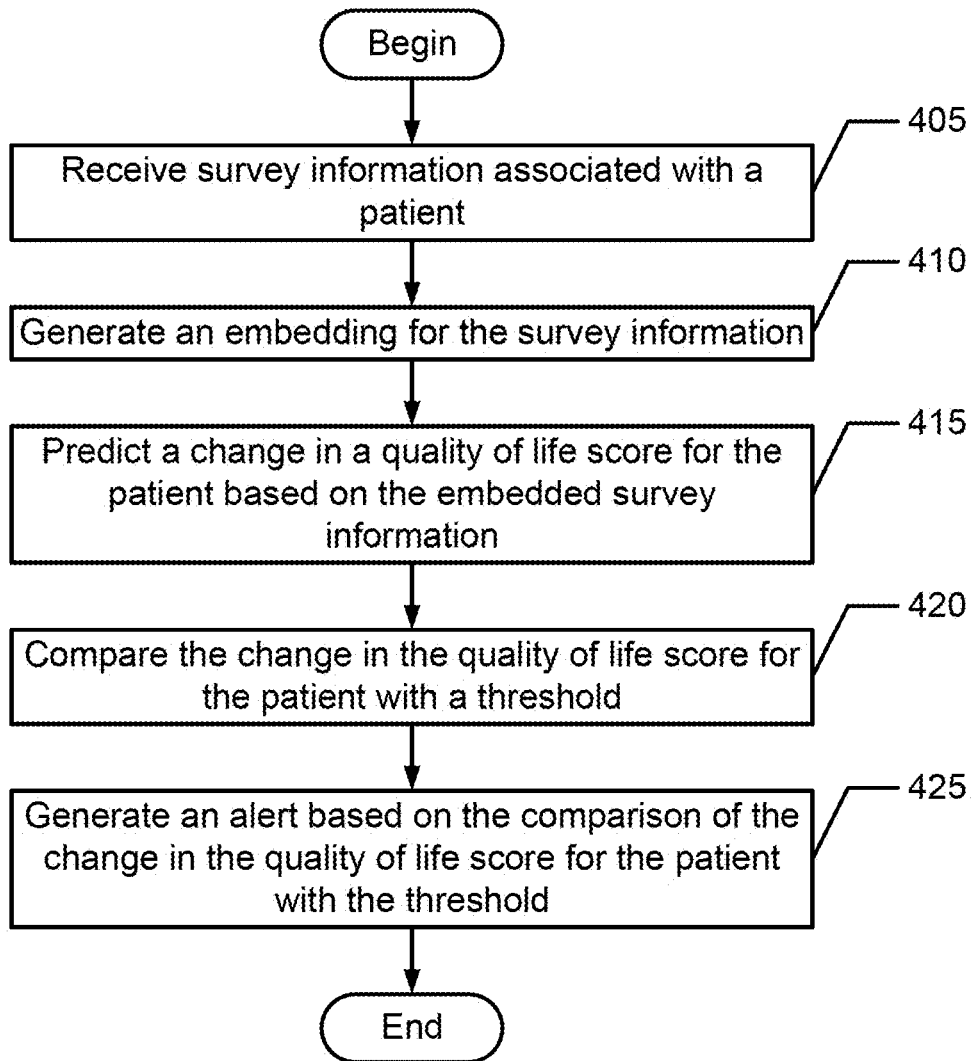 Begin
405
Receive survey information associated with a
patient
410
Generate an embedding for the survey information
415
Predict a change in a quality of life score for the
patient based on the embedded survey
information
420
Compare the change in the quality of life score for
the patient with a threshold
425
Generate an alert based on the comparison of the
change in the quality of life score for the patient
with the threshold
End